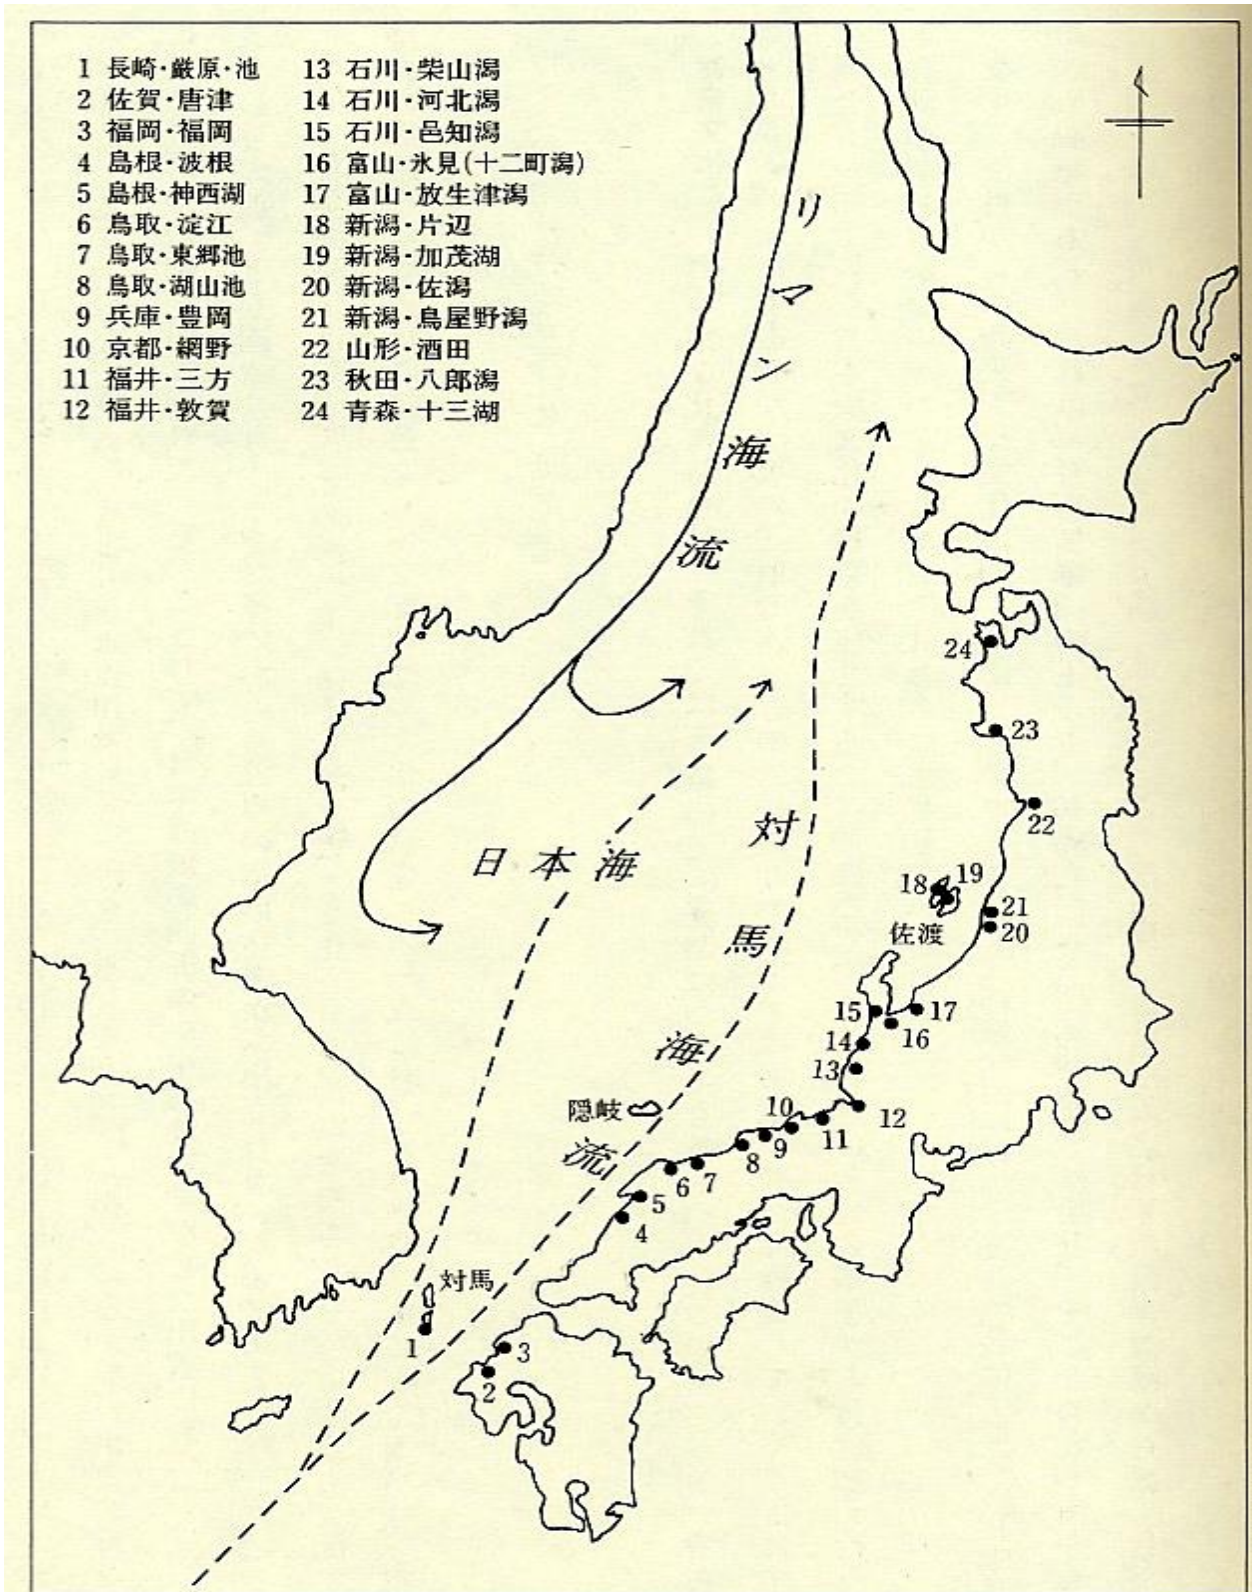 1 長崎・厳原・池
2 佐賀・唐津
3 福岡・福岡
4 島根・波根
5 島根・神西湖
6 鳥取・淀江
7 鳥取・東郷池
8 鳥取・湖山池
9 兵庫・豊岡
10 京都・網野
11 福井・三方
12 福井・敦賀
13 石川・柴山潟
14 石川・河北潟
15 石川・邑知潟
16 富山・氷見(十二町潟)
17 富山・放生津潟
18 新潟・片辺
19 新潟・加茂湖
20 新潟・佐潟
21 新潟・鳥屋野潟
22 山形・酒田
23 秋田・八郎潟
24 青森・十三湖
リマン海流
対馬海流
日本海
24
23
22
18
19
佐渡
21
20
15
17
16
14
13
隠岐
10
12
11
9
8
7
6
5
4
対馬
1
3
2